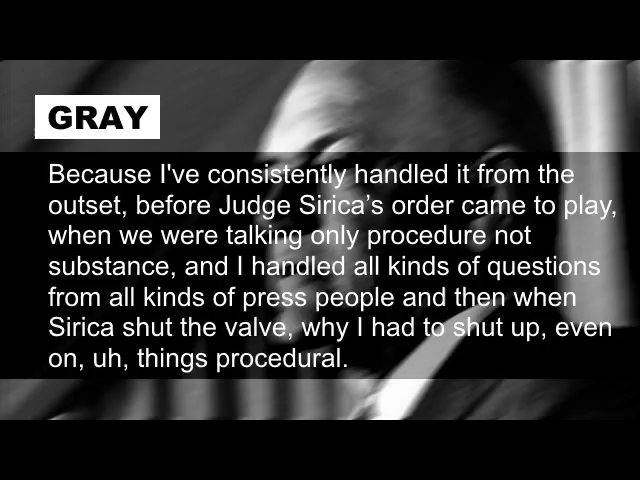 GRAY
Because I've consistently handled it from the
outset, before Judge Sirica’s order came to play,
when we were talking only procedure not
substance, and I handled all kinds of questions
from all kinds of press people and then when
Sirica shut the valve, why I had to shut up, even
on, uh, things procedural.